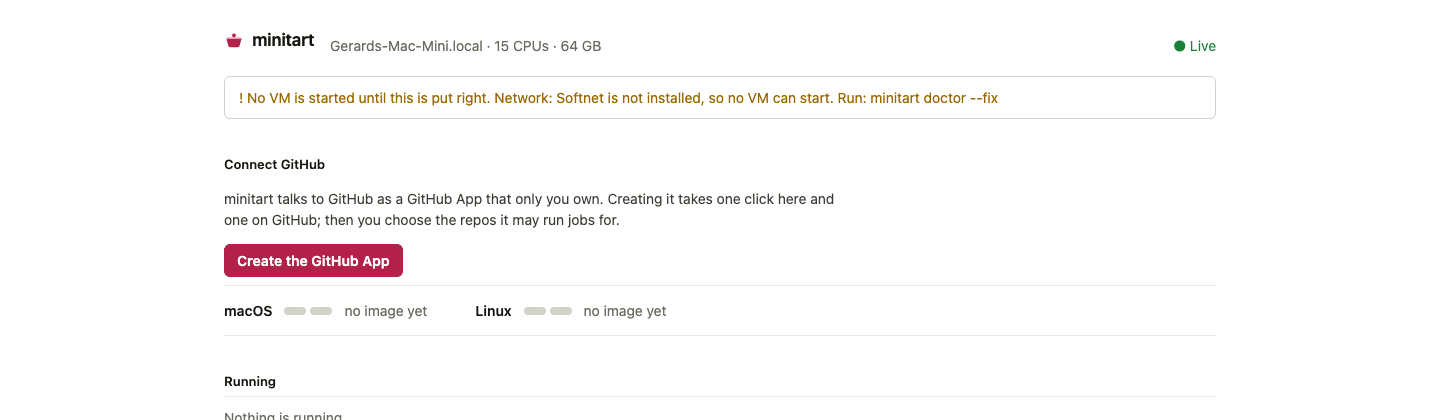 minitart
Gerards-Mac-Mini.local · 15 CPUs · 64 GB
Live
! No VM is started until this is put right. Network: Softnet is not installed, so no VM can start. Run: minitart doctor --fix
Connect GitHub
minitart talks to GitHub as a GitHub App that only you own. Creating it takes one click here and
one on GitHub; then you choose the repos it may run jobs for.
Create the GitHub App
macOS no image yet Linux no image yet
Running
Nothing is running